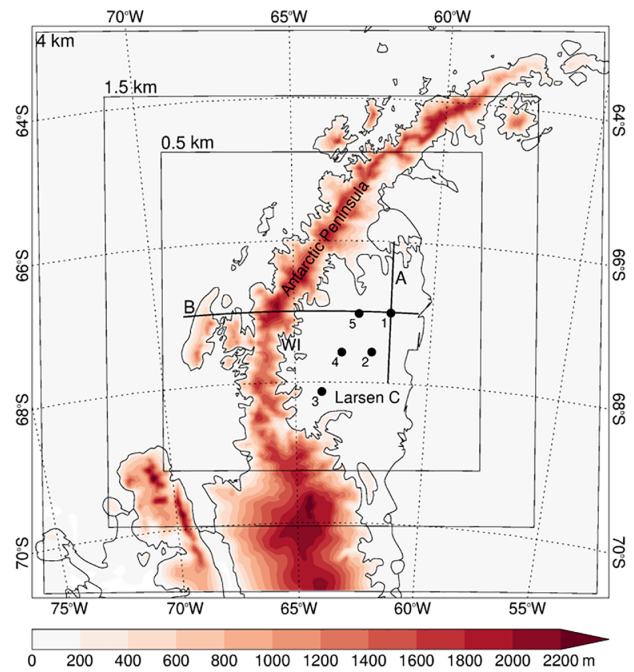 70°W 65°W 60°W
4 km
1.5 km
64°S 64°S
0.5 km
Antarctic Peninsula
66°S 66°S
A
B
5 1
WI
4 2
3 Larsen C
68°S 68°S
70°S 70°S
75°W 70°W 65°W 60°W 55°W
0 200 400 600 800 1000 1200 1400 1600 1800 2000 2200 m